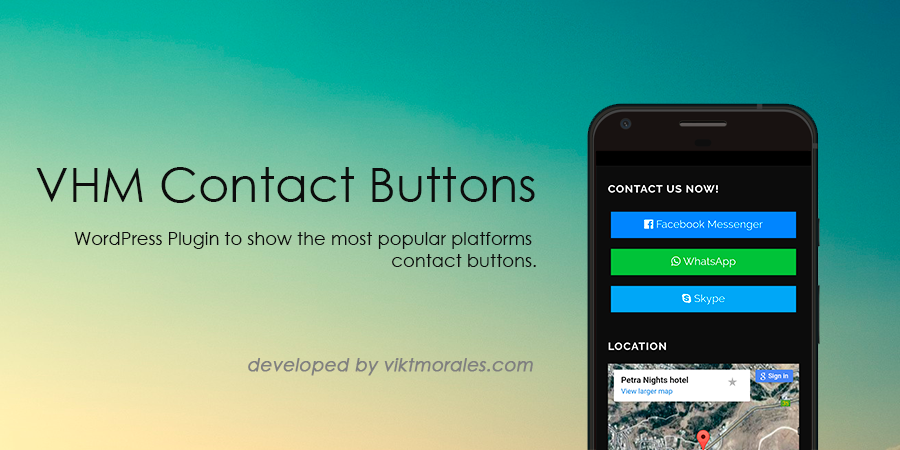 VHM Contact Buttons
WordPress Plugin to show the most popular platforms
contact buttons.
developed by viktmorales.com
CONTACT US NOW!
Facebook Messenger
WhatsApp
Skype
LOCATION
Petra Nights hotel
View larger map
Sign in